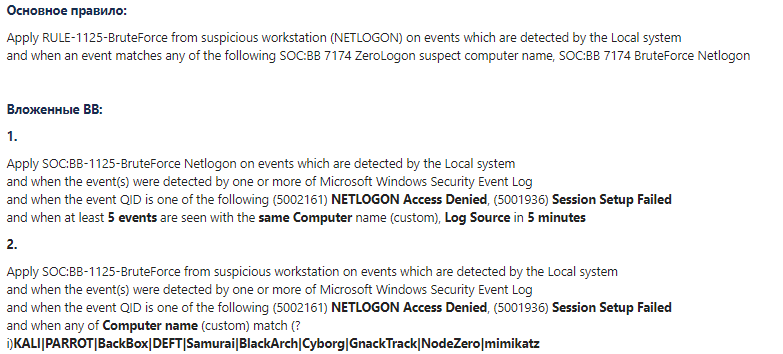 Основное правило:
Apply RULE-1125-BruteForce from suspicious workstation (NETLOGON) on events which are detected by the Local system
and when an event matches any of the following SOC:BB 7174 ZeroLogon suspect computer name, SOC:BB 7174 BruteForce Netlogon
Вложенные BB:
1.
Apply SOC:BB-1125-BruteForce Netlogon on events which are detected by the Local system
and when the event(s) were detected by one or more of Microsoft Windows Security Event Log
and when the event QID is one of the following (5002161) NETLOGON Access Denied, (5001936) Session Setup Failed
and when at least 5 events are seen with the same Computer name (custom), Log Source in 5 minutes
2.
Apply SOC:BB-1125-BruteForce from suspicious workstation on events which are detected by the Local system
and when the event(s) were detected by one or more of Microsoft Windows Security Event Log
and when the event QID is one of the following (5002161) NETLOGON Access Denied, (5001936) Session Setup Failed
and when any of Computer name (custom) match (?
i)KALI|PARROT|BackBox|DEFT|Samurai|BlackArch|Cyborg|GnackTrack|NodeZero|mimikatz